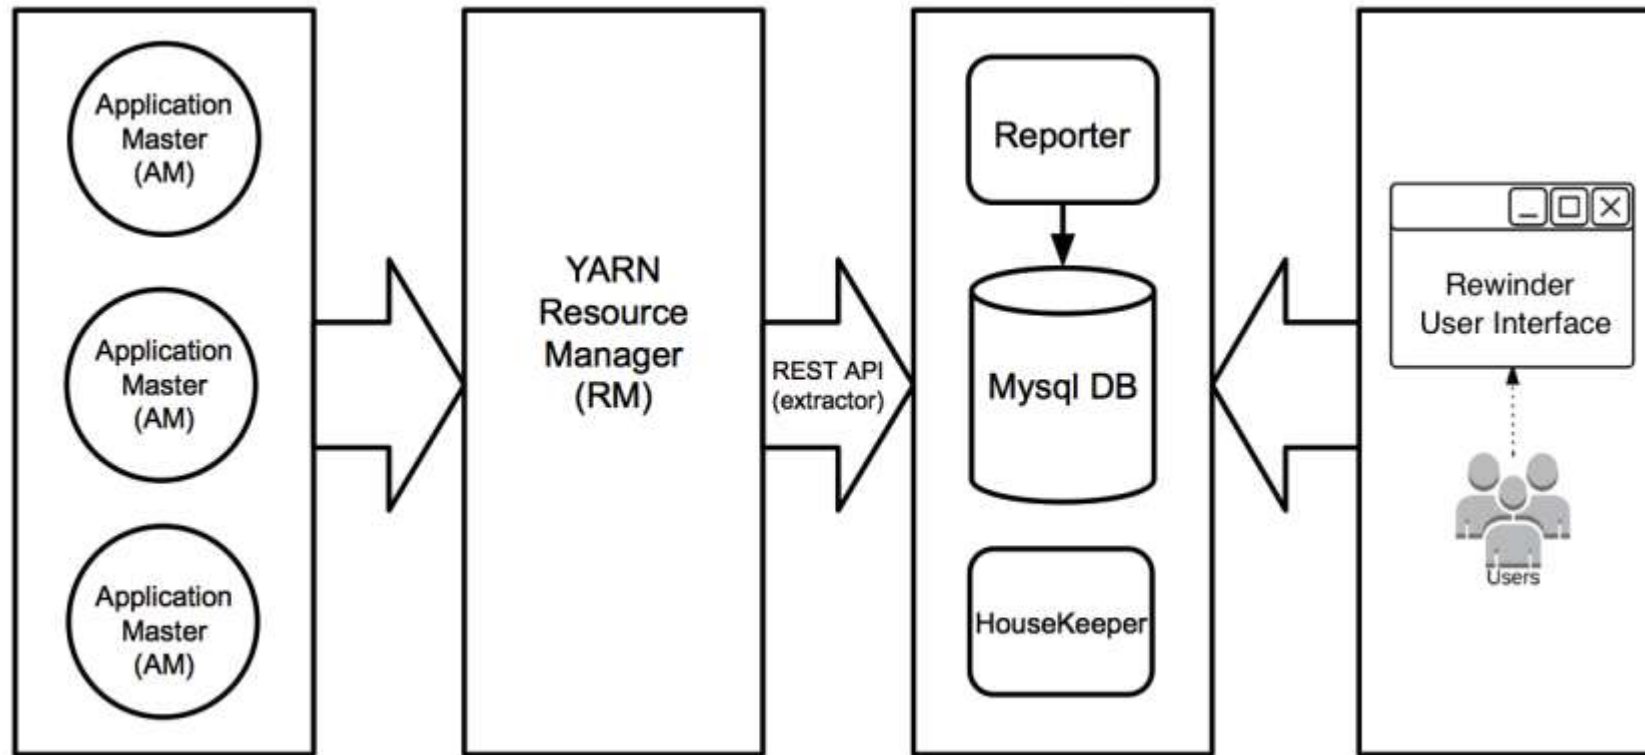 Application
Master
(AM)
Application
Master
(AM)
Application
Master
(AM)
YARN
Resource
Manager
(RM)
REST API
(extractor)
Reporter
Mysql DB
HouseKeeper
Rewinder
User Interface
Users